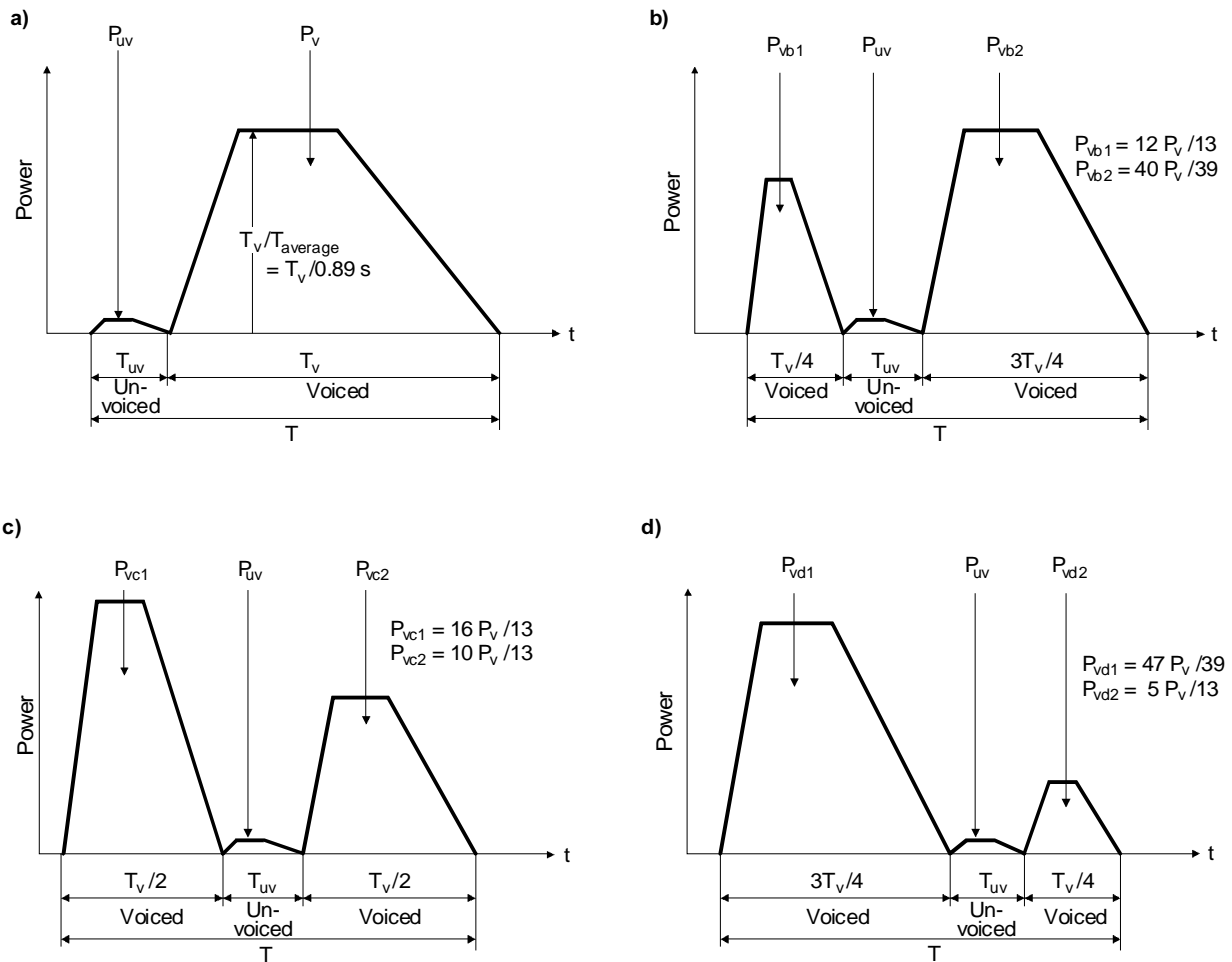 a)
P_uv
P_v
Power
T_v/T_average
= T_v/0.89 s
t
T_uv
T_v
Un-
voiced
Voiced
T
b)
P_vb1
P_uv
P_vb2
P_vb1 = 12 P_v /13
P_vb2 = 40 P_v /39
Power
t
T_v/4
T_uv
3T_v/4
Voiced
Un-
voiced
Voiced
T
c)
P_vc1
P_uv
P_vc2
P_vc1 = 16 P_v /13
P_vc2 = 10 P_v /13
Power
t
T_v/2
T_uv
T_v/2
Voiced
Un-
voiced
Voiced
T
d)
P_vd1
P_uv
P_vd2
P_vd1 = 47 P_v /39
P_vd2 = 5 P_v /13
Power
t
3T_v/4
T_uv
T_v/4
Voiced
Un-
voiced
Voiced
T